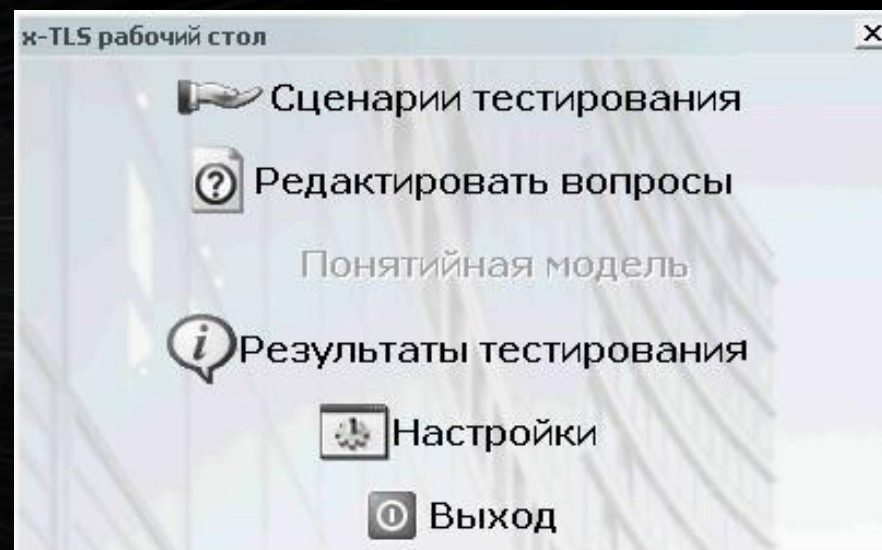 x-TLS рабочий стол
Сценарии тестирования
Редактировать вопросы
Понятийная модель
Результаты тестирования
Настройки
Выход